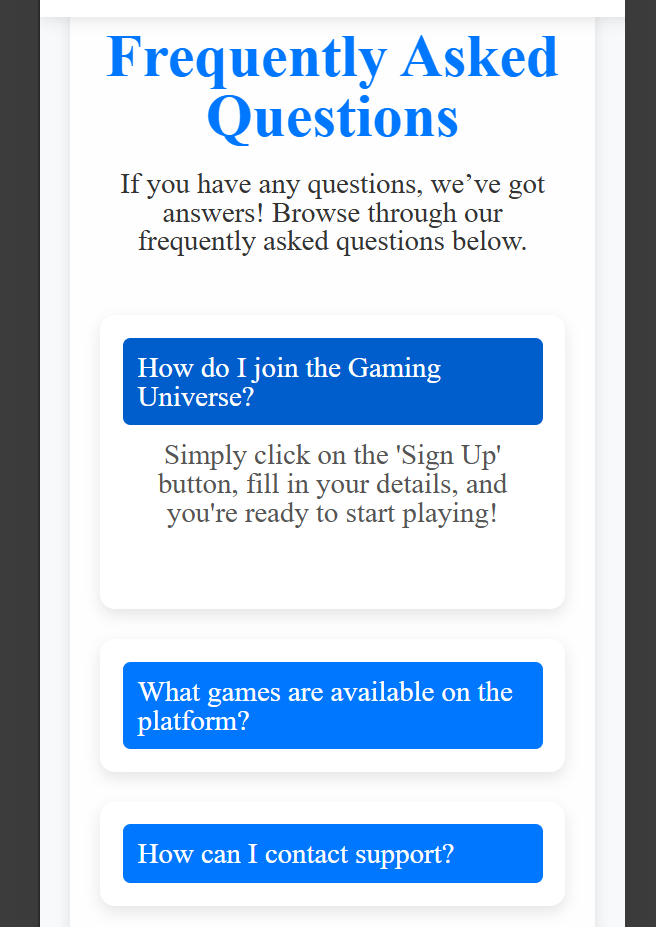 Frequently Asked
Questions
If you have any questions, we’ve got
answers! Browse through our
frequently asked questions below.
How do I join the Gaming
Universe?
Simply click on the 'Sign Up'
button, fill in your details, and
you're ready to start playing!
What games are available on the
platform?
How can I contact support?